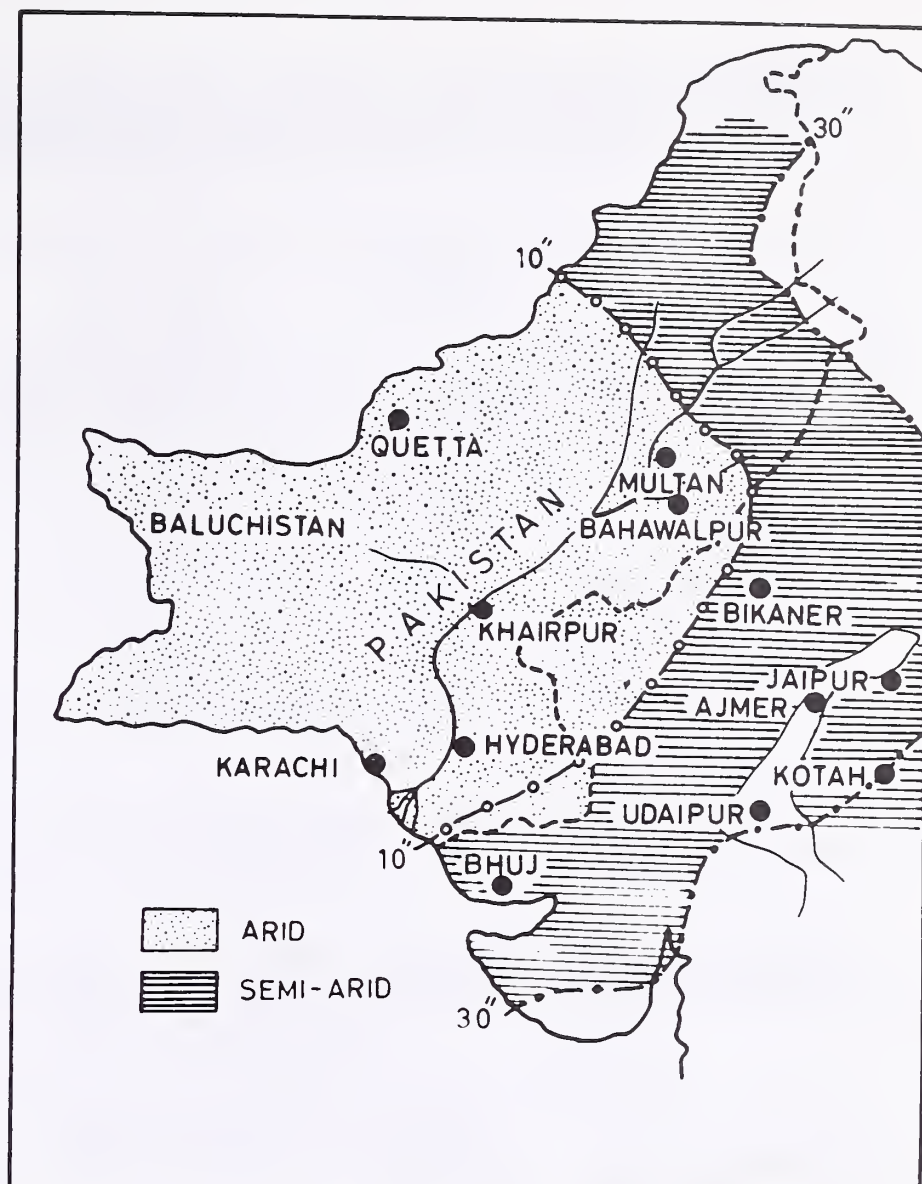 30"
10"
QUETTA
MULTAN
BALUCHISTAN
BAHAWALPUR
PAKISTAN
BIKANER
KHAIRPUR
JAIPUR
AJMER
HYDERABAD
KARACHI
KOTAH
UDAIPUR
10"
BHUJ
ARID
SEMI-ARID
30"